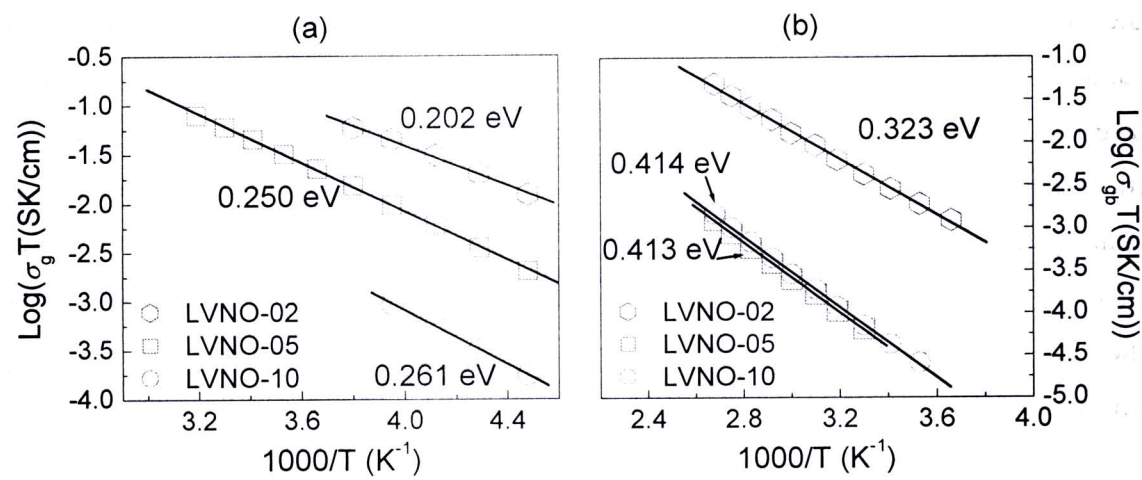 (a)
-0.5
-1.0
-1.5
-2.0
-2.5
-3.0
-3.5
-4.0
Log(σgT(SK/cm))
0.202 eV
0.250 eV
0.261 eV
LVNO-02
LVNO-05
LVNO-10
3.2 3.6 4.0 4.4
1000/T (K⁻¹)
(b)
0.323 eV
0.414 eV
0.413 eV
LVNO-02
LVNO-05
LVNO-10
-1.0
-1.5
-2.0
-2.5
-3.0
-3.5
-4.0
-4.5
-5.0
Log(σgbT(SK/cm))
2.4 2.8 3.2 3.6 4.0
1000/T (K⁻¹)